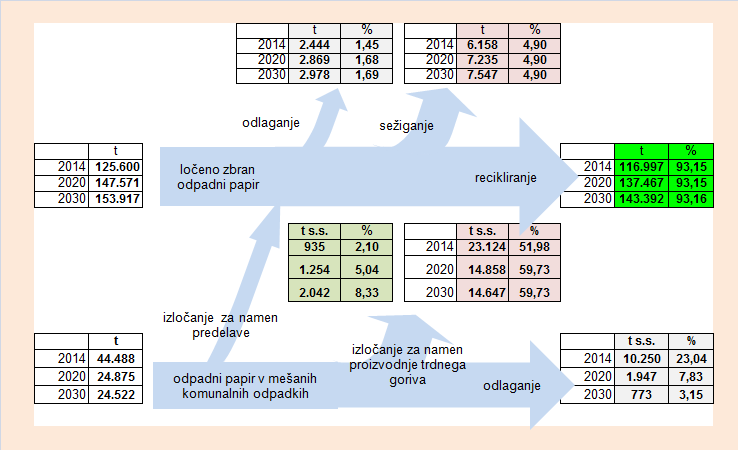 t %
2014 2.444 1,45
2020 2.869 1,68
2030 2.978 1,69
t %
2014 6.158 4,90
2020 7.235 4,90
2030 7.547 4,90
odlaganje
sežiganje
t
2014 125.600
2020 147.571
2030 153.917
ločeno zbran
odpadni papir
recikliranje
t %
2014 116.997 93,15
2020 137.467 93,15
2030 143.392 93,16
t s.s. %
935 2,10
1.254 5,04
2.042 8,33
t s.s. %
2014 23.124 51,98
2020 14.858 59,73
2030 14.647 59,73
izločanje za namen
predelave
izločanje za namen
proizvodnje trdnega
goriva
t
2014 44.488
2020 24.875
2030 24.522
odpadni papir v mešanih
komunalnih odpadkih
odlaganje
t s.s. %
2014 10.250 23,04
2020 1.947 7,83
2030 773 3,15